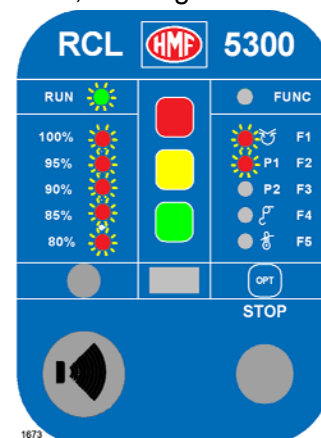 RCL HMF 5300
RUN FUNC
100% F1
95% P1 F2
90% P2 F3
85% F4
80% F5
OPT
STOP
1673